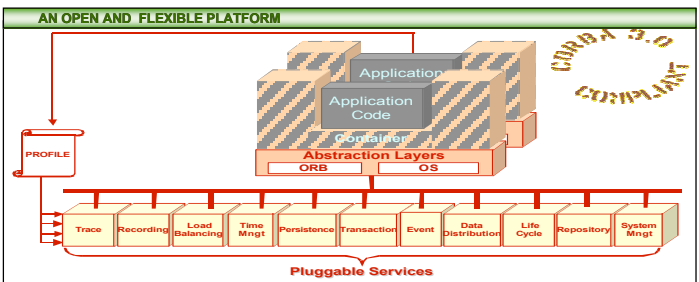 AN OPEN AND FLEXIBLE PLATFORM
CORBA 3.0
Application
Application
Code
Container
Abstraction Layers
ORB
OS
PROFILE
Trace
Recording
Load
Balancing
Time
Mngt
Persistence
Transaction
Event
Data
Distribution
Life
Cycle
Repository
System
Mngt
Pluggable Services